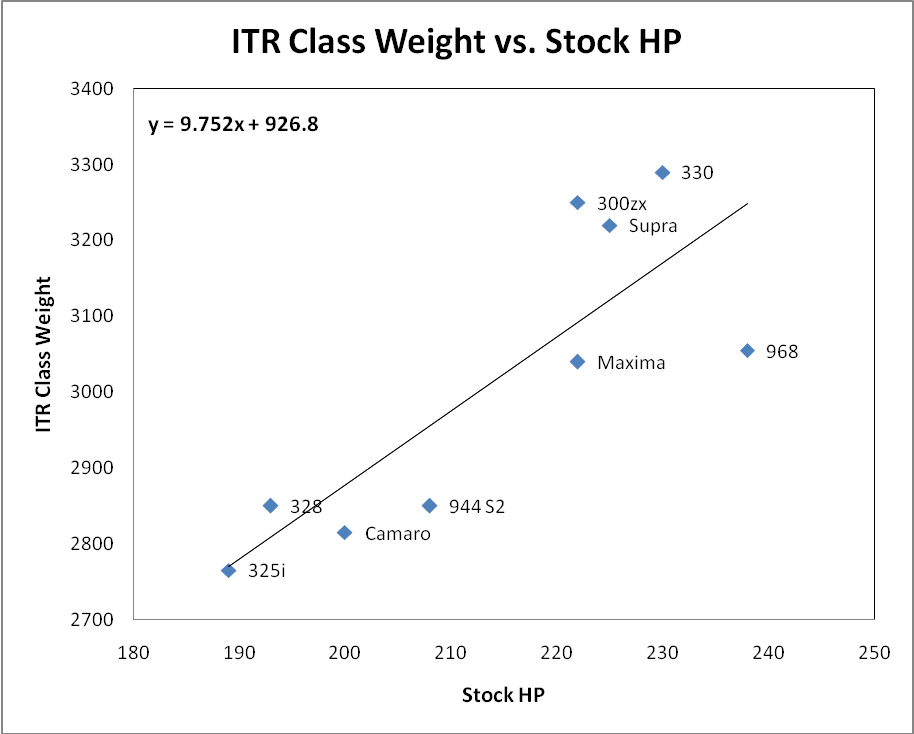 ITR Class Weight vs. Stock HP
3400
y = 9.752x + 926.8
3300
330
300zx
3200
Supra
ITR Class Weight
3100
968
Maxima
3000
2900
328
944 S2
2800
Camaro
325i
2700
180 190 200 210 220 230 240 250
Stock HP